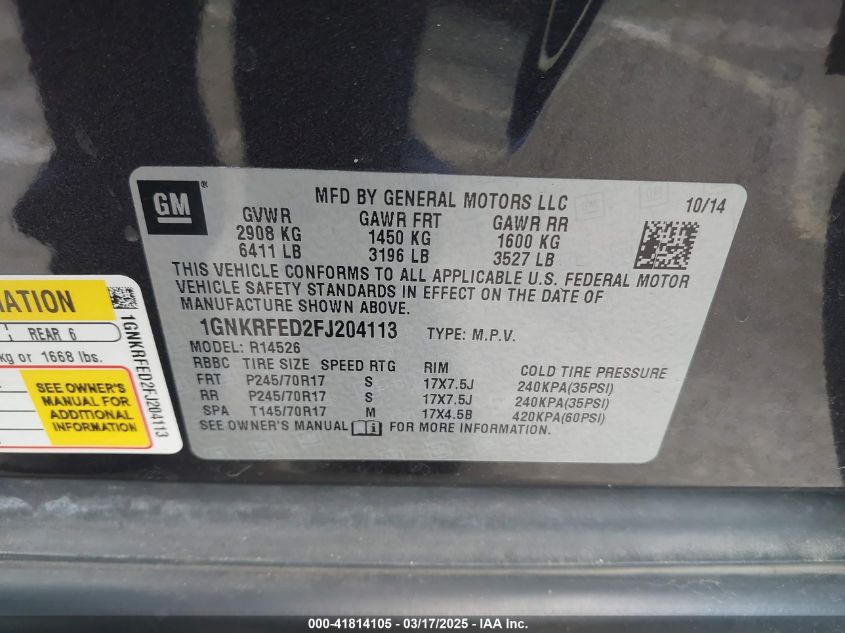 GM®
MFD BY GENERAL MOTORS LLC 10/14
GVWR GAWR FRT GAWR RR
2908 KG 1450 KG 1600 KG
6411 LB 3196 LB 3527 LB
THIS VEHICLE CONFORMS TO ALL APPLICABLE U.S. FEDERAL MOTOR
VEHICLE SAFETY STANDARDS IN EFFECT ON THE DATE OF
MANUFACTURE SHOWN ABOVE.
1GNKRFED2FJ204113 TYPE: M.P.V.
MODEL: R14526
RBBC TIRE SIZE SPEED RTG RIM COLD TIRE PRESSURE
FRT P245/70R17 S 17X7.5J 240KPA(35PSI)
RR P245/70R17 S 17X7.5J 240KPA(35PSI)
SPA T145/70R17 M 17X4.5B 420KPA(60PSI)
SEE OWNER'S MANUAL FOR MORE INFORMATION.
MATION
REAR 6
kg or 1668 lbs.
SEE OWNER'S
MANUAL FOR
ADDITIONAL
INFORMATION
1GNKRFED2FJ204113
000-41814105 — 03/17/2025 — IAA Inc.